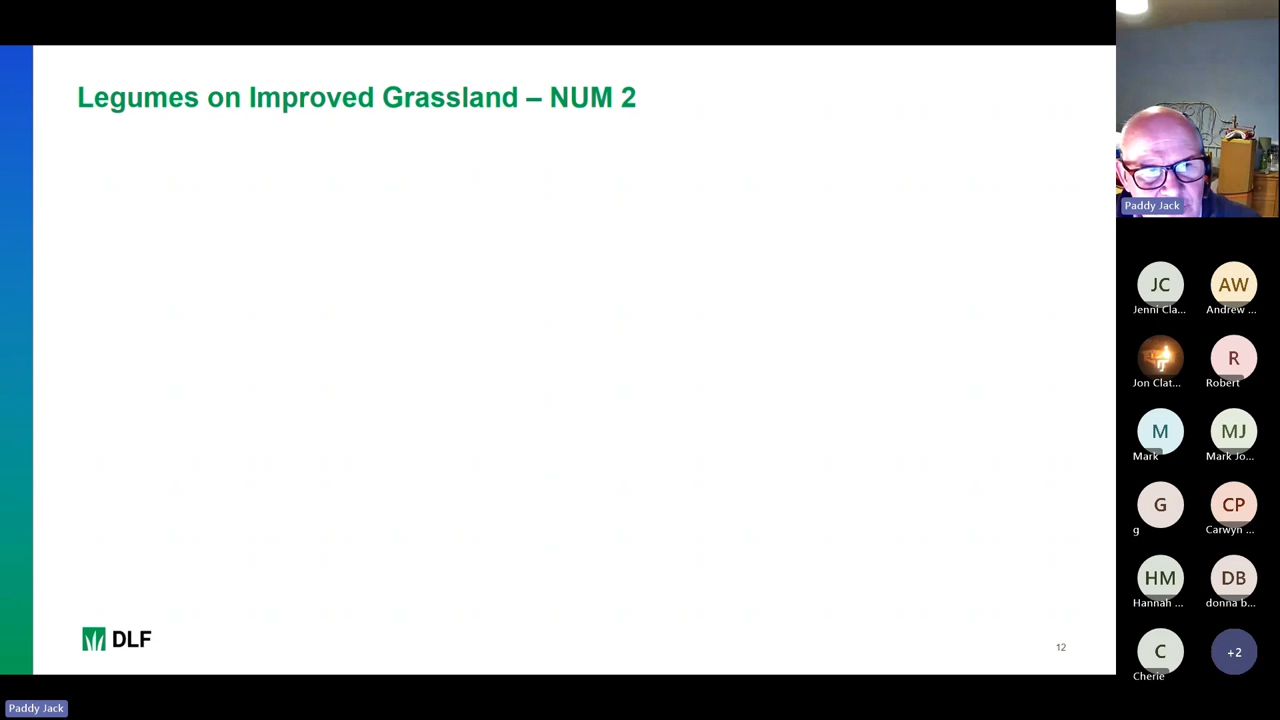 Legumes on Improved Grassland – NUM 2
DLF
12
Paddy Jack
JC
Jenni Cla...
AW
Andrew ...
Jon Clat...
R
Robert
M
Mark
MJ
Mark Jo...
G
g
CP
Carwyn ...
HM
Hannah ...
DB
donna b...
C
Cherie
+2
Paddy Jack